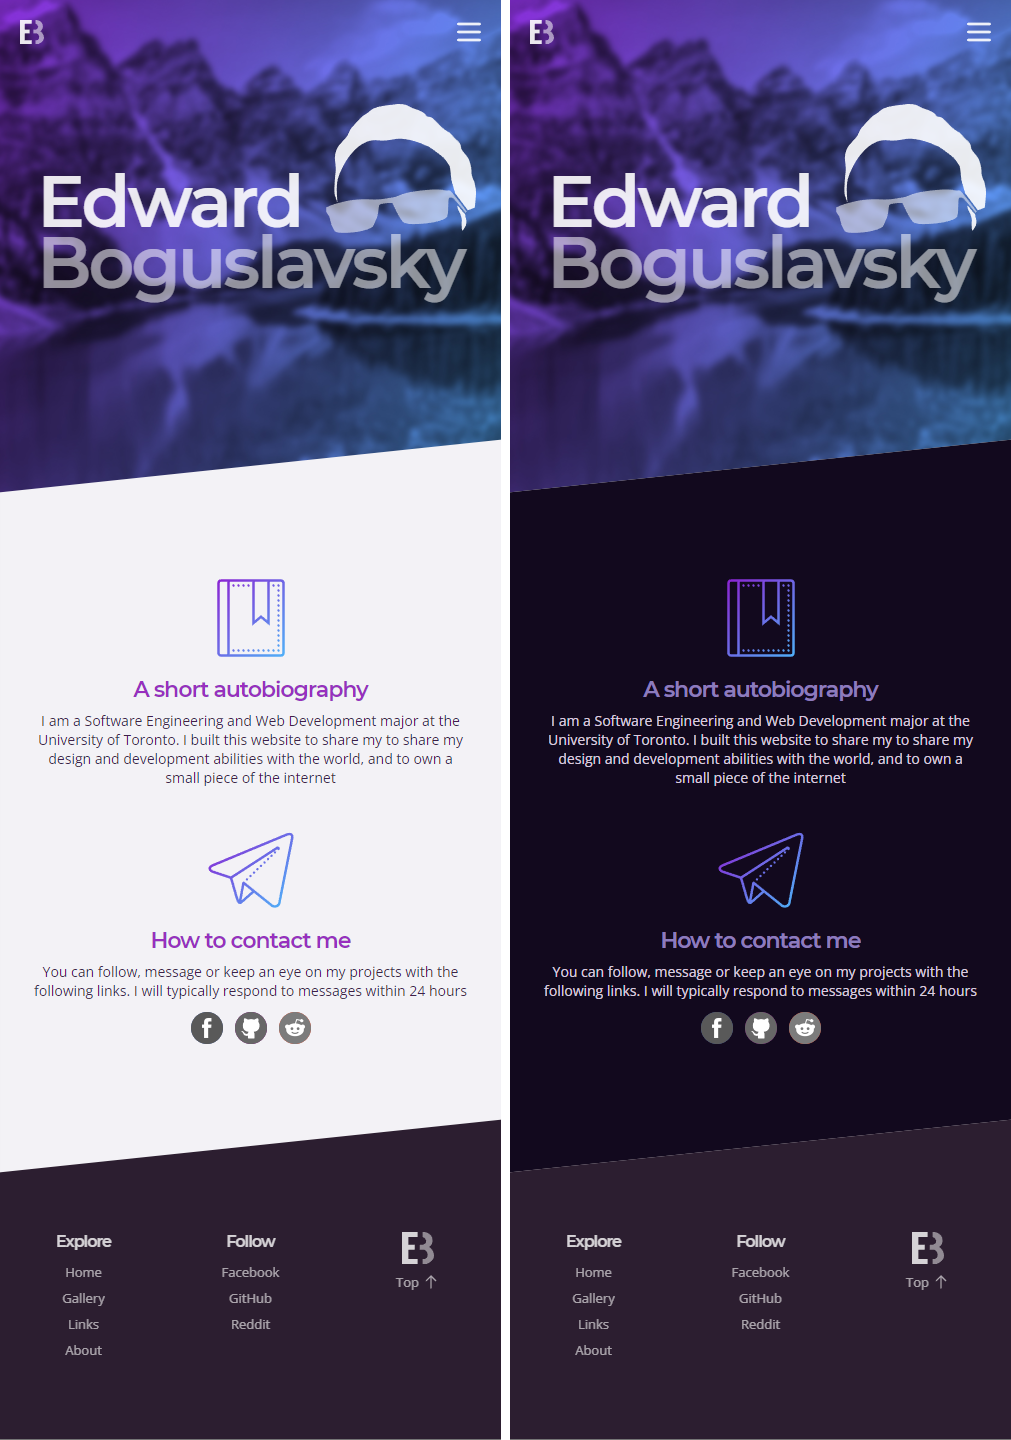 EB
Edward
Boguslavsky
A short autobiography
I am a Software Engineering and Web Development major at the
University of Toronto. I built this website to share my to share my
design and development abilities with the world, and to own a
small piece of the internet
How to contact me
You can follow, message or keep an eye on my projects with the
following links. I will typically respond to messages within 24 hours
Explore
Home
Gallery
Links
About
Follow
Facebook
GitHub
Reddit
EB
Top ↑
EB
Edward
Boguslavsky
A short autobiography
I am a Software Engineering and Web Development major at the
University of Toronto. I built this website to share my to share my
design and development abilities with the world, and to own a
small piece of the internet
How to contact me
You can follow, message or keep an eye on my projects with the
following links. I will typically respond to messages within 24 hours
Explore
Home
Gallery
Links
About
Follow
Facebook
GitHub
Reddit
EB
Top ↑